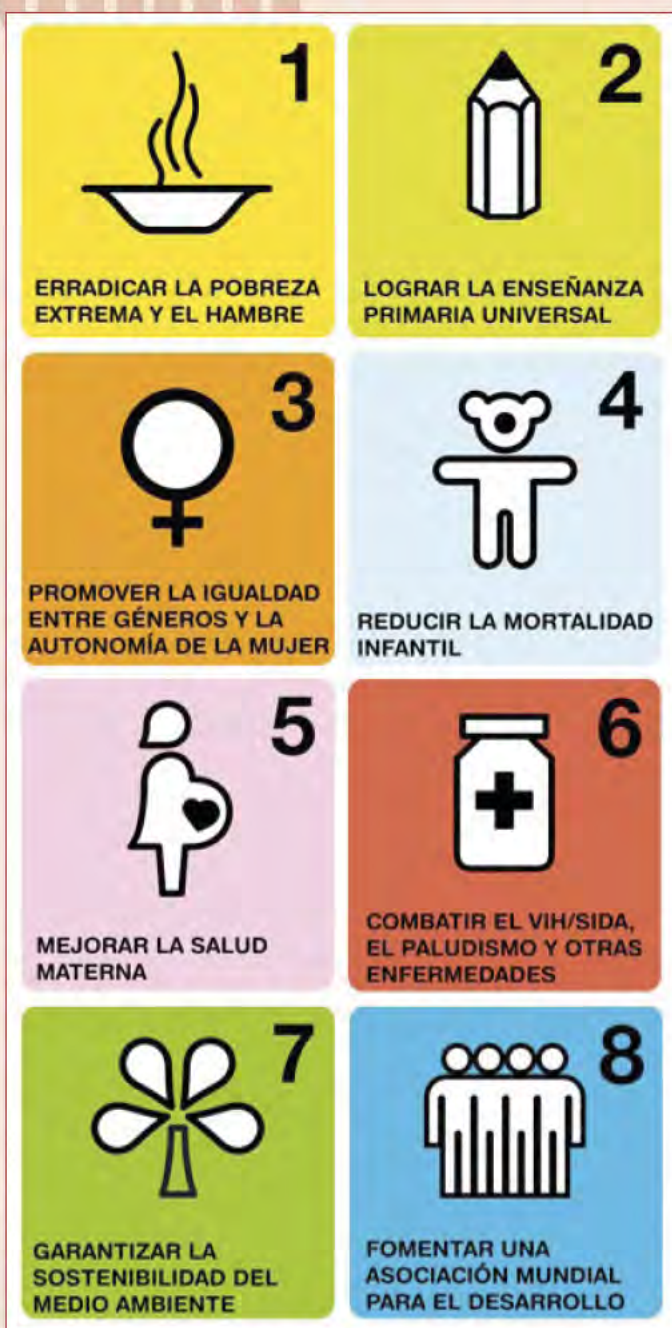 1
ERRADICAR LA POBREZA
EXTREMA Y EL HAMBRE
2
LOGRAR LA ENSEÑANZA
PRIMARIA UNIVERSAL
3
PROMOVER LA IGUALDAD
ENTRE GÉNEROS Y LA
AUTONOMÍA DE LA MUJER
4
REDUCIR LA MORTALIDAD
INFANTIL
5
MEJORAR LA SALUD
MATERNA
6
COMBATIR EL VIH/SIDA,
EL PALUDISMO Y OTRAS
ENFERMEDADES
7
GARANTIZAR LA
SOSTENIBILIDAD DEL
MEDIO AMBIENTE
8
FOMENTAR UNA
ASOCIACIÓN MUNDIAL
PARA EL DESARROLLO